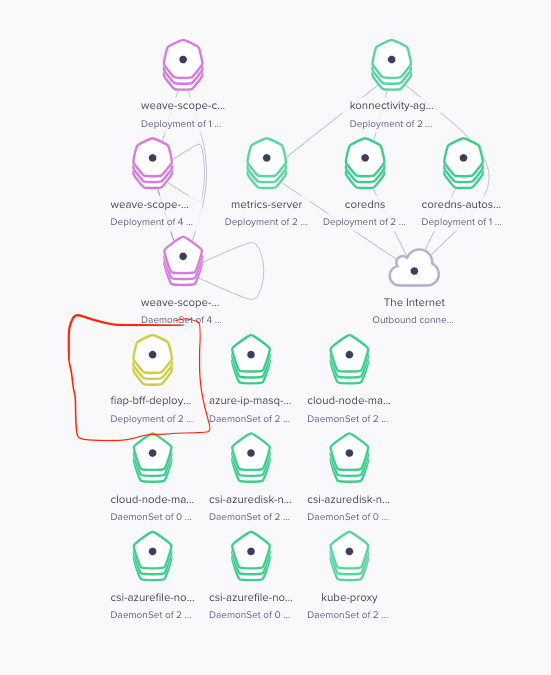 weave-scope-c...
Deployment of 1 ...
konnectivity-ag...
Deployment of 2 ...
weave-scope-...
Deployment of 4 ...
metrics-server
Deployment of 2 ...
coredns
Deployment of 2 ...
coredns-autos...
Deployment of 1 ...
weave-scope-...
DaemonSet of 4 ...
The Internet
Outbound conne...
fiap-bff-deploy...
Deployment of 2 ...
azure-ip-masq-...
DaemonSet of 2 ...
cloud-node-ma...
DaemonSet of 2 ...
cloud-node-ma...
DaemonSet of 0 ...
csi-azuredisk-n...
DaemonSet of 2 ...
csi-azuredisk-n...
DaemonSet of 0 ...
csi-azurefile-no...
DaemonSet of 2 ...
csi-azurefile-no...
DaemonSet of 0 ...
kube-proxy
DaemonSet of 2 ...